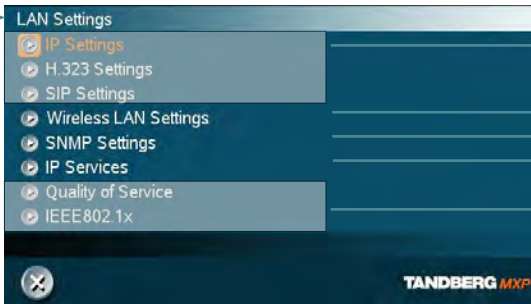 LAN Settings
IP Settings
H.323 Settings
SIP Settings
Wireless LAN Settings
SNMP Settings
IP Services
Quality of Service
IEEE802.1x
TANDBERG MXP